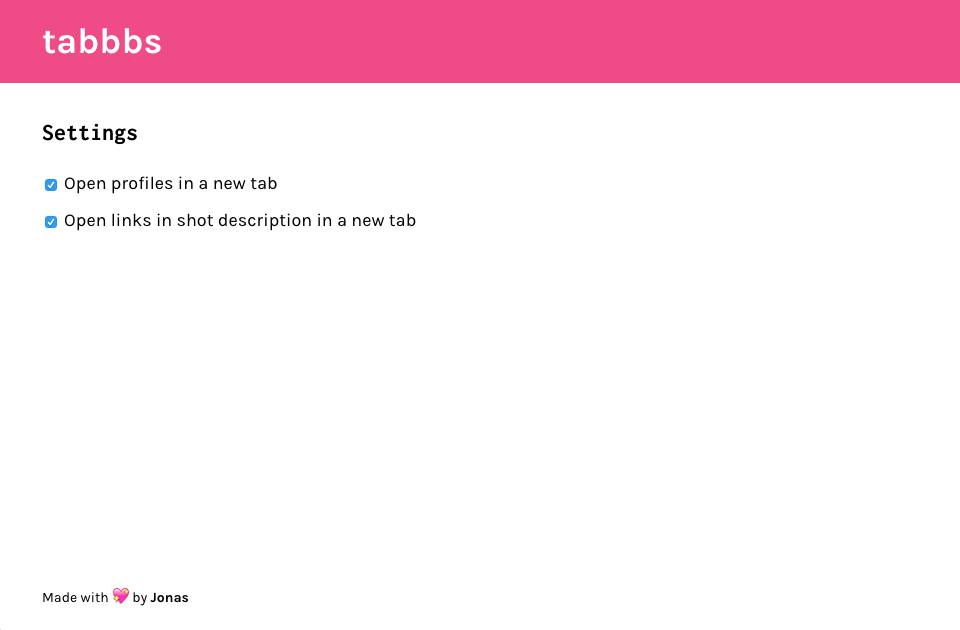 tabbbs
Settings
Open profiles in a new tab
Open links in shot description in a new tab
Made with 💖 by Jonas